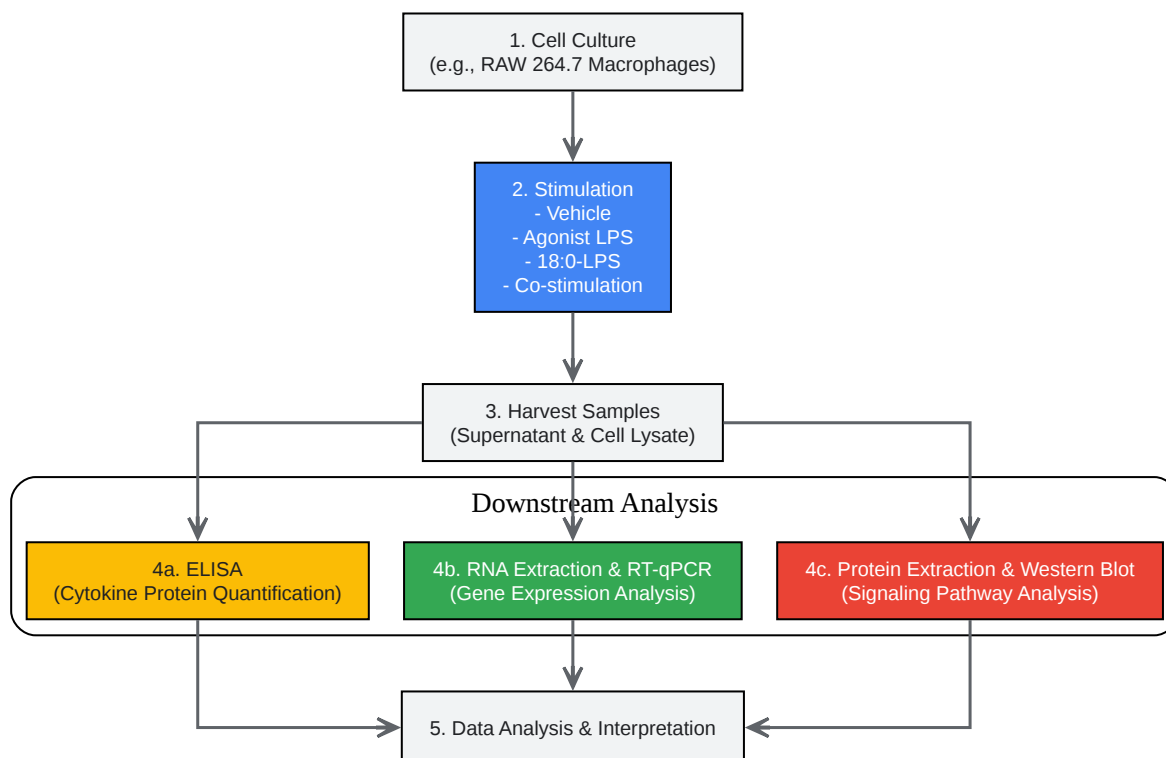 1. Cell Culture
(e.g., RAW 264.7 Macrophages)
2. Stimulation
- Vehicle
- Agonist LPS
- 18:0-LPS
- Co-stimulation
3. Harvest Samples
(Supernatant & Cell Lysate)
Downstream Analysis
4a. ELISA
(Cytokine Protein Quantification)
4b. RNA Extraction & RT-qPCR
(Gene Expression Analysis)
4c. Protein Extraction & Western Blot
(Signaling Pathway Analysis)
5. Data Analysis & Interpretation